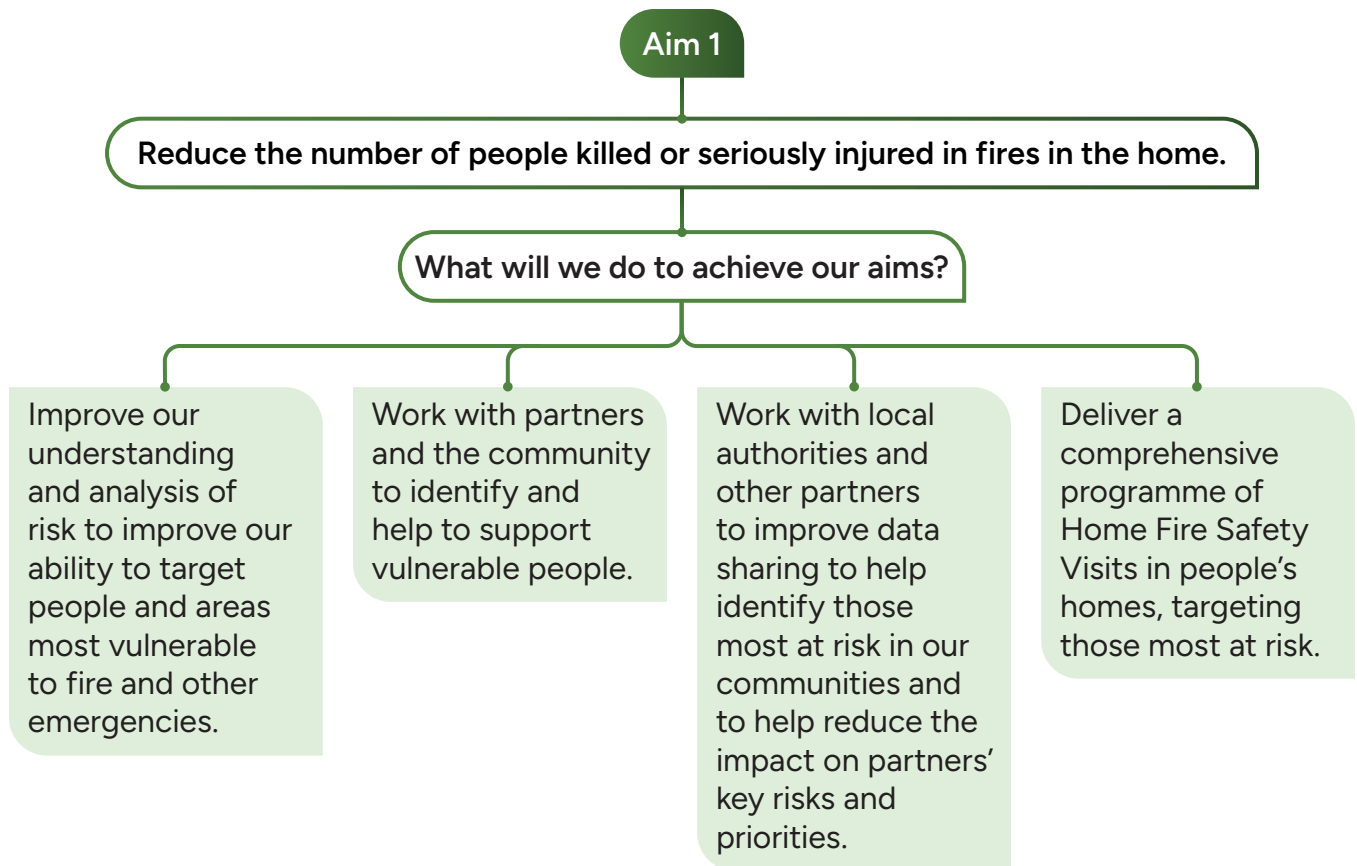 Aim 1
Reduce the number of people killed or seriously injured in fires in the home.
What will we do to achieve our aims?
Improve our
understanding
and analysis of
risk to improve our
ability to target
people and areas
most vulnerable
to fire and other
emergencies.
Work with partners
and the community
to identify and
help to support
vulnerable people.
Work with local
authorities and
other partners
to improve data
sharing to help
identify those
most at risk in our
communities and
to help reduce the
impact on partners’
key risks and
priorities.
Deliver a
comprehensive
programme of
Home Fire Safety
Visits in people’s
homes, targeting
those most at risk.